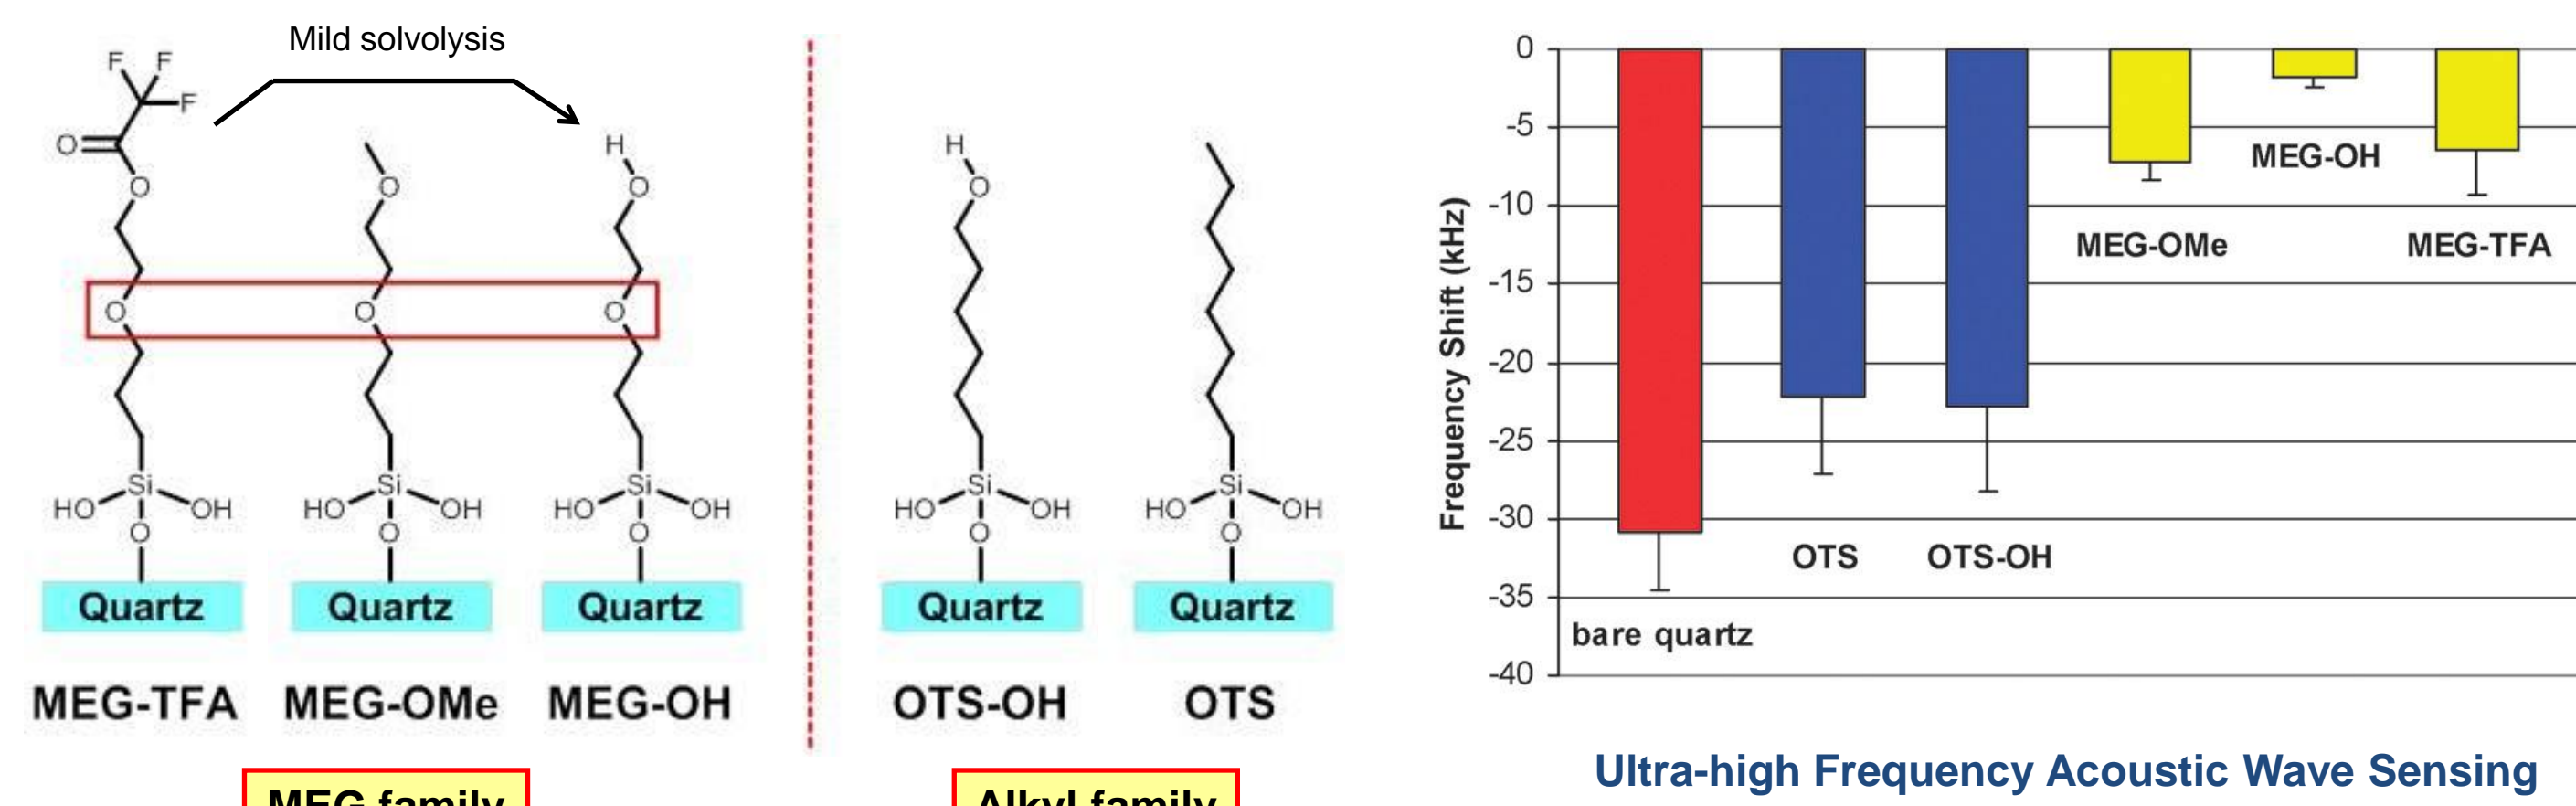 Mild solvolysis
F F
F
O
O
O
H
O
H
O
O O O
Si Si Si Si Si
HO OH HO OH HO OH HO OH HO OH
O O O O O
Quartz Quartz Quartz Quartz Quartz
MEG-TFA MEG-OMe MEG-OH OTS-OH OTS
MEG family Alkyl family
Frequency Shift (kHz)
0
-5
-10
-15
-20
-25
-30
-35
-40
MEG-OH
MEG-OMe MEG-TFA
OTS OTS-OH
bare quartz
Ultra-high Frequency Acoustic Wave Sensing